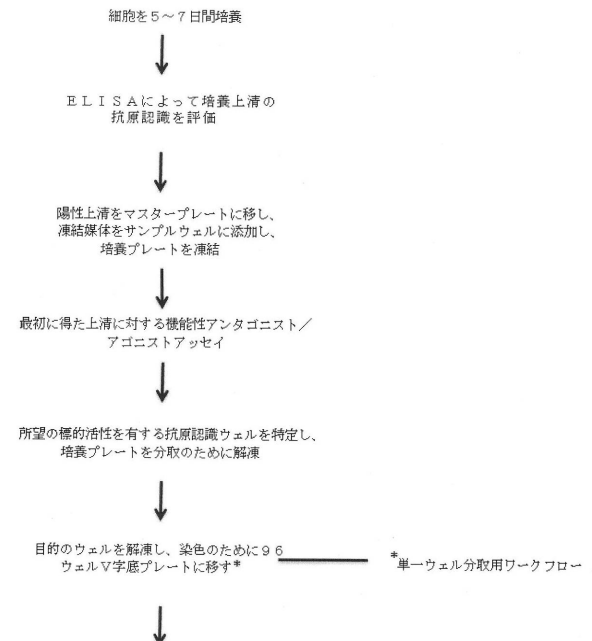 細胞を５～７日間培養
ＥＬＩＳＡによって培養上清の
抗原認識を評価
陽性上清をマスタープレートに移し、
凍結媒体をサンプルウェルに添加し、
培養プレートを凍結
最初に得た上清に対する機能性アンタゴニスト／
アゴニストアッセイ
所望の標的活性を有する抗原認識ウェルを特定し、
培養プレートを分取のために解凍
目的のウェルを解凍し、染色のために９６
ウェルＶ字底プレートに移す*
*単一ウェル分取用ワークフロー